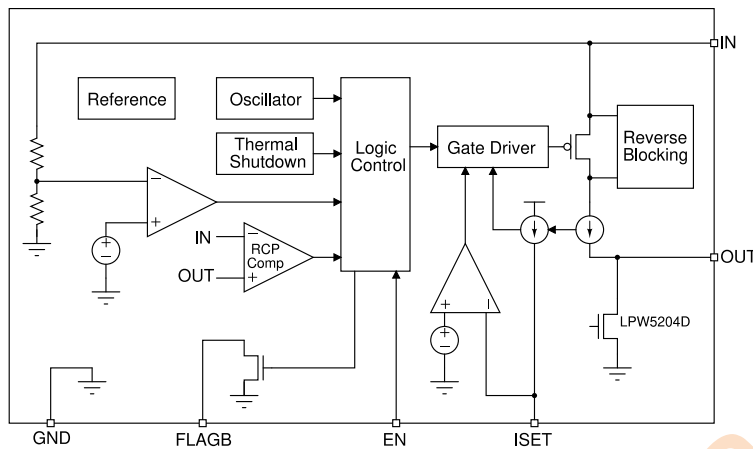 IN
Reference
Oscillator
Thermal
Shutdown
Logic
Control
Gate Driver
Reverse
Blocking
IN
OUT
RCP
Comp
OUT
LPW5204D
GND
FLAGB
EN
ISET